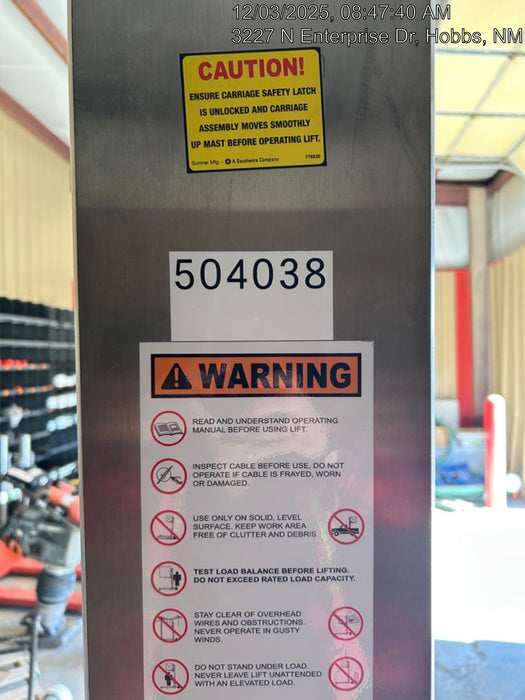 12/03/2025, 08:47:40 AM
3227 N Enterprise Dr, Hobbs, NM
CAUTION!
ENSURE CARRIAGE SAFETY LATCH
IS UNLOCKED AND CARRIAGE
ASSEMBLY MOVES SMOOTHLY
UP MAST BEFORE OPERATING LIFT.
Sumner Mfg. - A Southwire Company 778620
504038
WARNING
READ AND UNDERSTAND OPERATING
MANUAL BEFORE USING LIFT.
INSPECT CABLE BEFORE USE, DO NOT
OPERATE IF CABLE IS FRAYED, WORN
OR DAMAGED.
USE ONLY ON SOLID, LEVEL
SURFACE. KEEP WORK AREA
FREE OF CLUTTER AND DEBRIS
TEST LOAD BALANCE BEFORE LIFTING.
DO NOT EXCEED RATED LOAD CAPACITY.
STAY CLEAR OF OVERHEAD
WIRES AND OBSTRUCTIONS.
NEVER OPERATE IN GUSTY
WINDS.
DO NOT STAND UNDER LOAD.
NEVER LEAVE LIFT UNATTENDED
WITH AN ELEVATED LOAD.